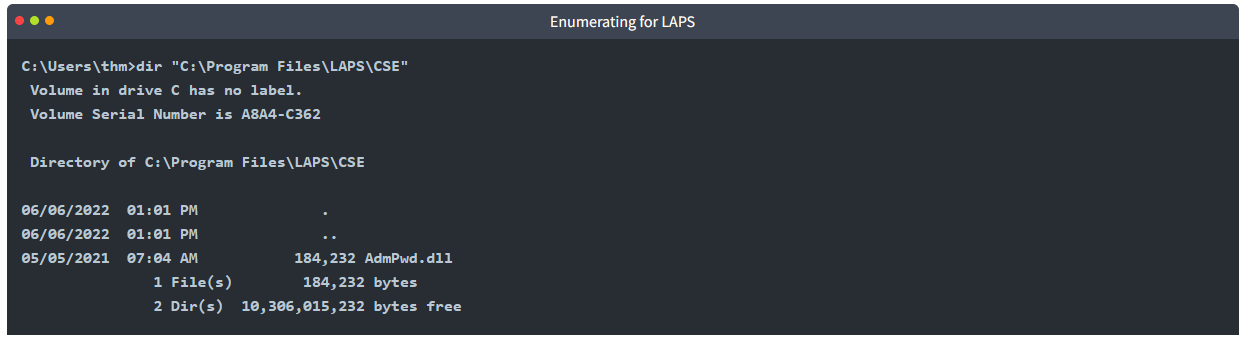 Enumerating for LAPS
C:\Users\thm>dir "C:\Program Files\LAPS\CSE"
Volume in drive C has no label.
Volume Serial Number is A8A4-C362
Directory of C:\Program Files\LAPS\CSE
06/06/2022  01:01 PM              .
06/06/2022  01:01 PM              ..
05/05/2021  07:04 AM           184,232 AdmPwd.dll
1 File(s)        184,232 bytes
2 Dir(s)  10,306,015,232 bytes free